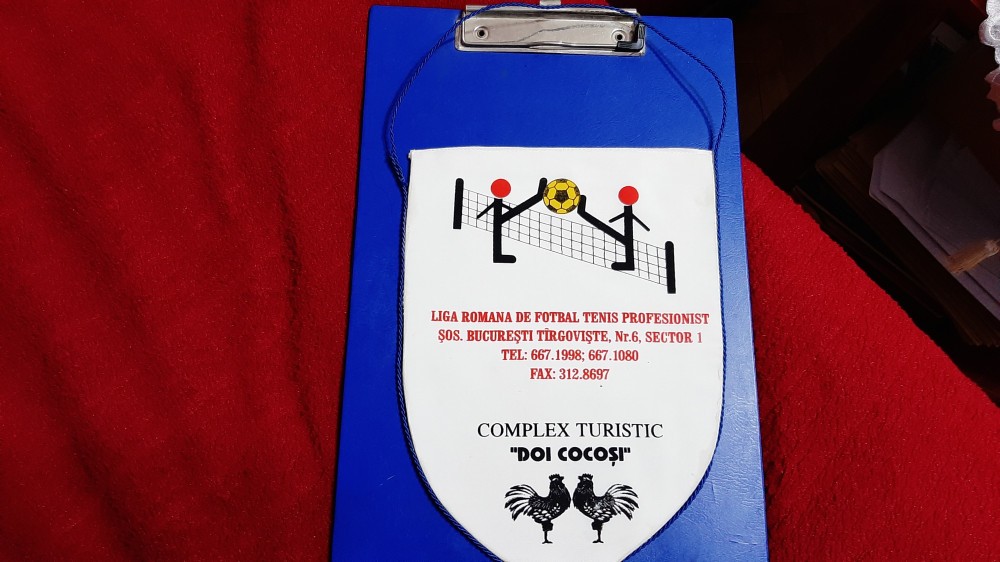 LIGA ROMANA DE FOTBAL TENIS PROFESIONIST
ŞOS. BUCUREŞTI TÎRGOVIŞTE, Nr.6, SECTOR 1
TEL: 667.1998; 667.1080
FAX: 312.8697
COMPLEX TURISTIC
"DOI COCOŞI"